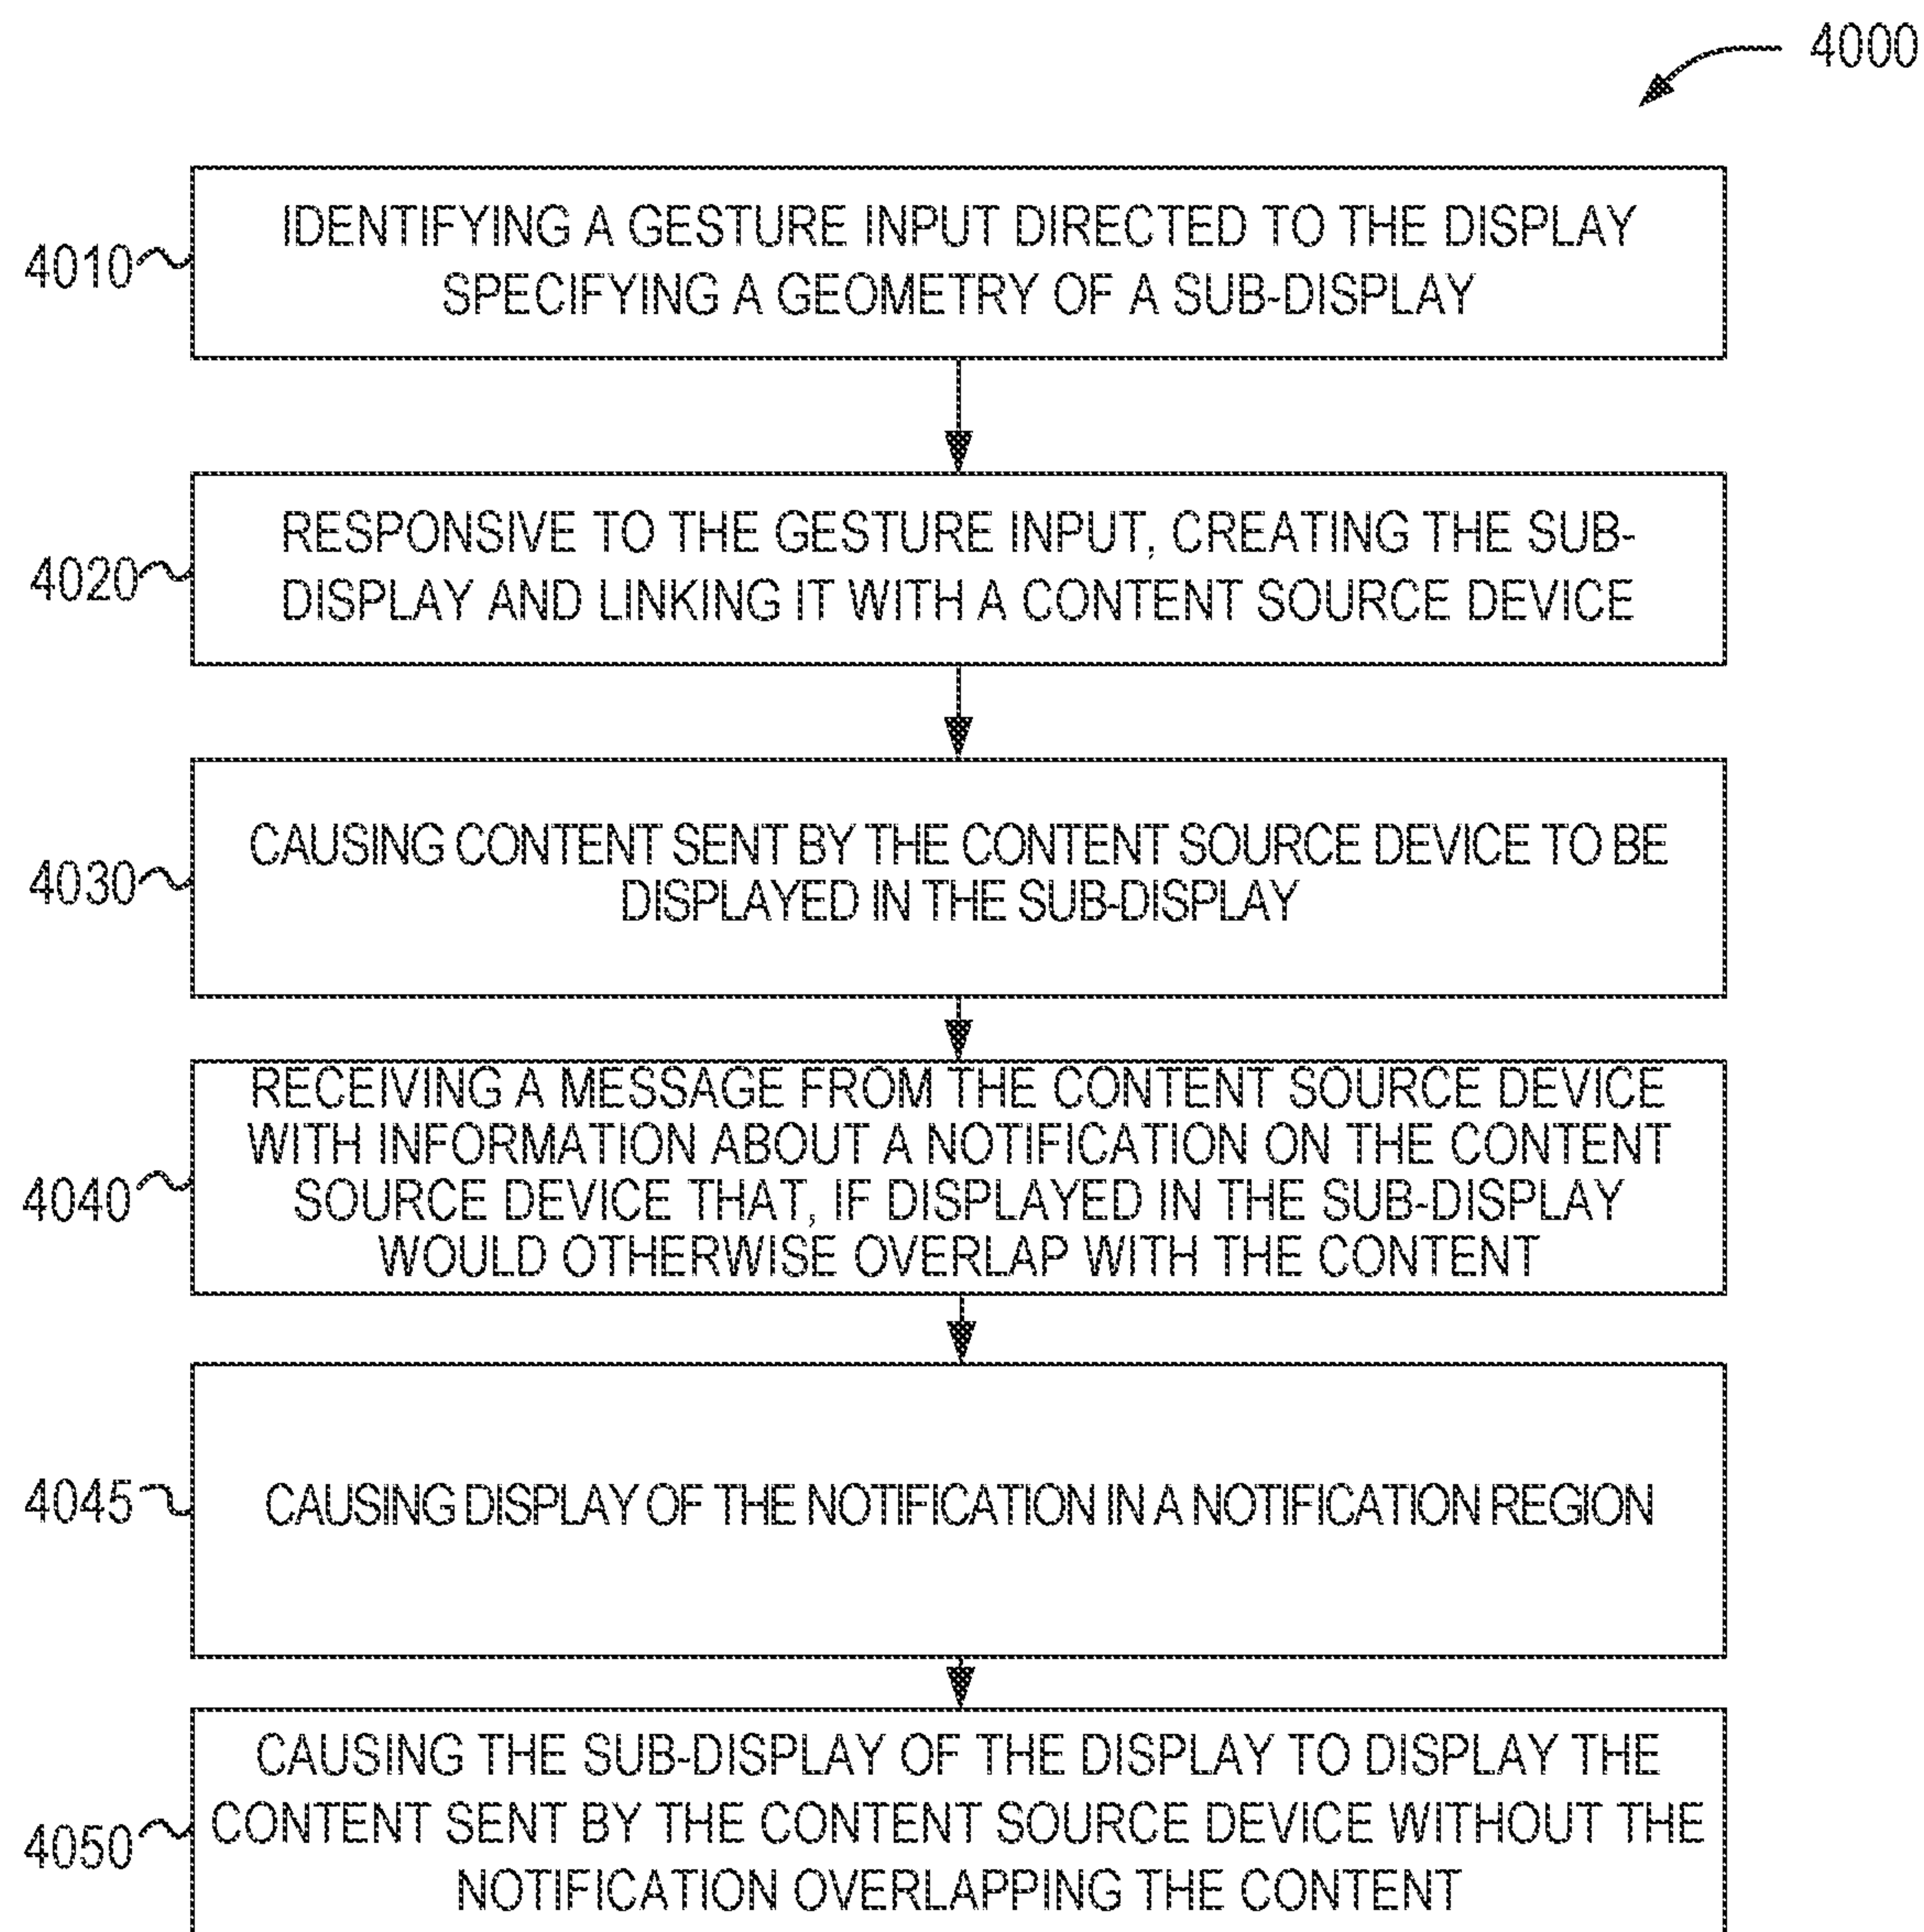 4000
4010
IDENTIFYING A GESTURE INPUT DIRECTED TO THE DISPLAY
SPECIFYING A GEOMETRY OF A SUB-DISPLAY
4020
RESPONSIVE TO THE GESTURE INPUT, CREATING THE SUB-
DISPLAY AND LINKING IT WITH A CONTENT SOURCE DEVICE
4030
CAUSING CONTENT SENT BY THE CONTENT SOURCE DEVICE TO BE
DISPLAYED IN THE SUB-DISPLAY
4040
RECEIVING A MESSAGE FROM THE CONTENT SOURCE DEVICE
WITH INFORMATION ABOUT A NOTIFICATION ON THE CONTENT
SOURCE DEVICE THAT, IF DISPLAYED IN THE SUB-DISPLAY
WOULD OTHERWISE OVERLAP WITH THE CONTENT
4045
CAUSING DISPLAY OF THE NOTIFICATION IN A NOTIFICATION REGION
4050
CAUSING THE SUB-DISPLAY OF THE DISPLAY TO DISPLAY THE
CONTENT SENT BY THE CONTENT SOURCE DEVICE WITHOUT THE
NOTIFICATION OVERLAPPING THE CONTENT